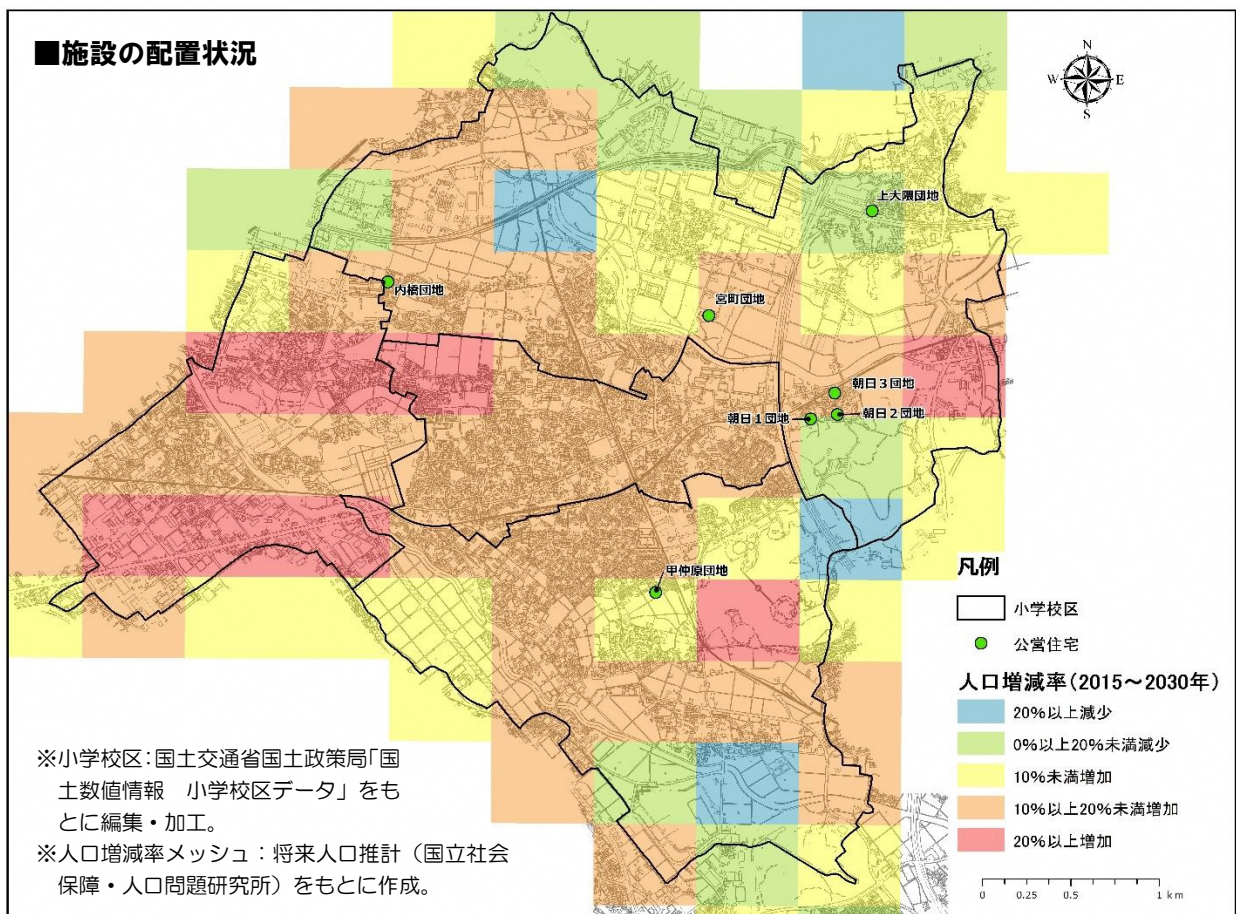 ■施設の配置状況
N
W E
S
上大隈団地
内橋団地
宮町団地
朝日3団地
朝日1団地
朝日2団地
甲仲原団地
凡例
小学校区
公営住宅
人口増減率(2015～2030年)
20%以上減少
0%以上20%未満減少
10%未満増加
10%以上20%未満増加
20%以上増加
0 0.25 0.5 1 km
※小学校区：国土交通省国土政策局「国
土数値情報　小学校区データ」をも
とに編集・加工。
※人口増減率メッシュ：将来人口推計（国立社会
保障・人口問題研究所）をもとに作成。